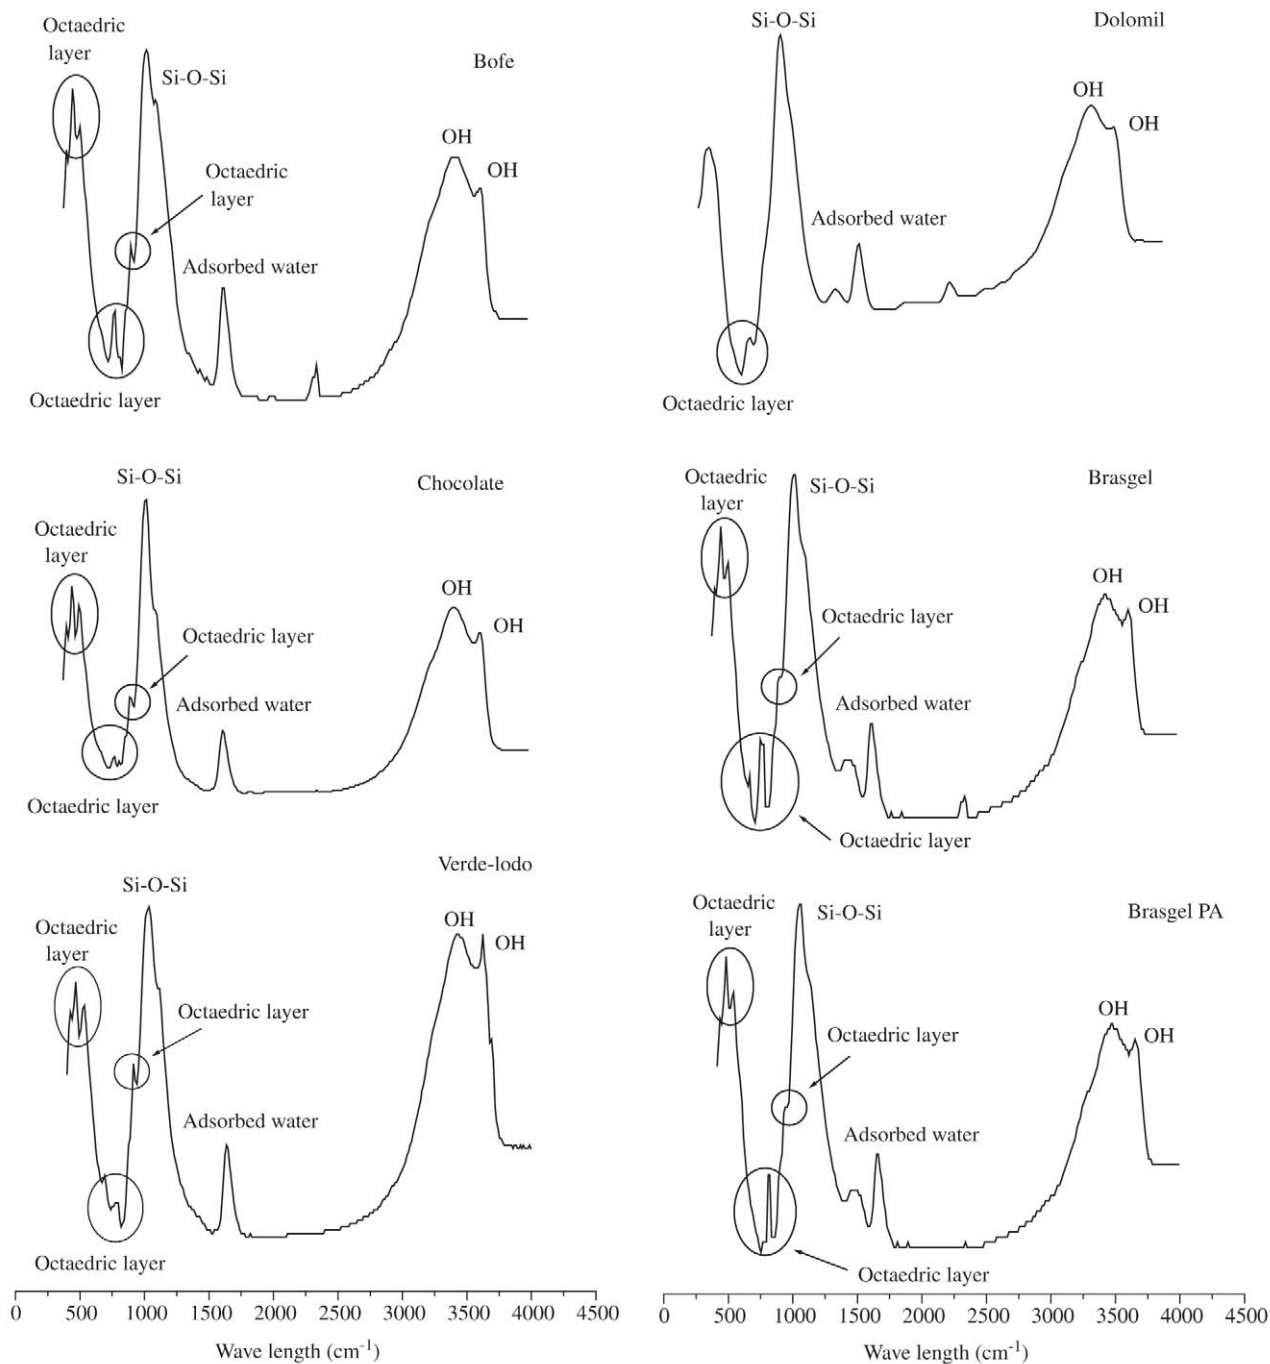 Octaedric
layer
Si-O-Si
Bofe
OH
OH
Octaedric
layer
Adsorbed water
Octaedric layer
Si-O-Si
Dolomil
OH
OH
Adsorbed water
Octaedric layer
Si-O-Si
Chocolate
Octaedric
layer
OH
OH
Octaedric layer
Adsorbed water
Octaedric layer
Octaedric
layer
Si-O-Si
Brasgel
OH
OH
Octaedric layer
Adsorbed water
Octaedric layer
Verde-lodo
Si-O-Si
Octaedric
layer
OH
OH
Octaedric layer
Adsorbed water
Octaedric layer
Octaedric
layer
Si-O-Si
Brasgel PA
OH
OH
Octaedric layer
Adsorbed water
Octaedric layer
0 500 1000 1500 2000 2500 3000 3500 4000 4500
Wave length (cm⁻¹)
0 500 1000 1500 2000 2500 3000 3500 4000 4500
Wave length (cm⁻¹)